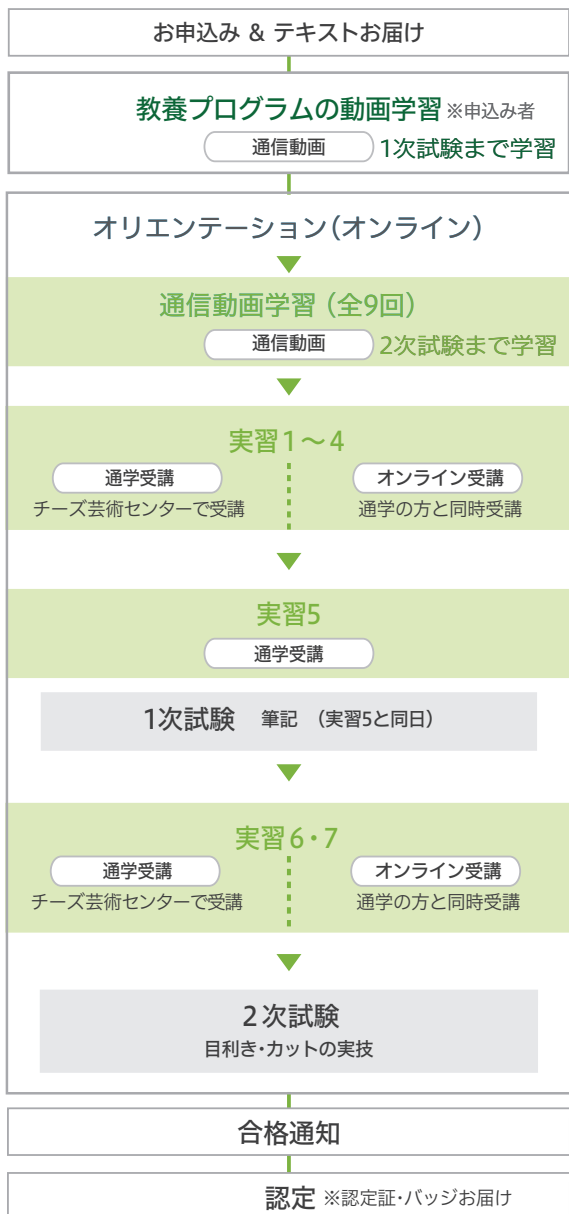 お申込み & テキストお届け
教養プログラムの動画学習 ※申込み者
通信動画 1次試験まで学習
オリエンテーション(オンライン)
通信動画学習 (全9回)
通信動画 2次試験まで学習
実習1〜4
通学受講 オンライン受講
チーズ芸術センターで受講 通学の方と同時受講
実習5
通学受講
1次試験 筆記 (実習5と同日)
実習6・7
通学受講 オンライン受講
チーズ芸術センターで受講 通学の方と同時受講
2次試験
目利き・カットの実技
合格通知
認定 ※認定証・バッジお届け